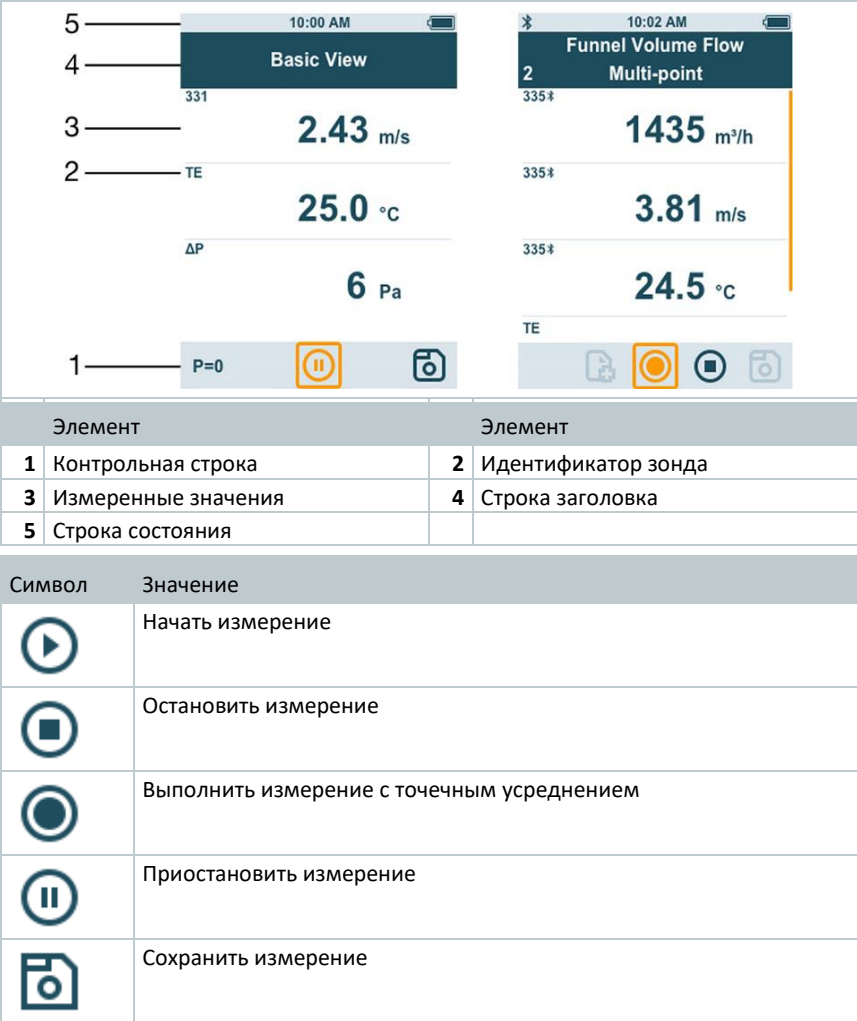 5 10:00 AM 10:02 AM
4 Basic View Funnel Volume Flow
2 Multi-point
331 335
3 2.43 m/s 1435 m³/h
2 TE 335
25.0 °C 3.81 m/s
ΔP 335
6 Pa 24.5 °C
TE
1 P=0
Элемент Элемент
1 Контрольная строка 2 Идентификатор зонда
3 Измеренные значения 4 Строка заголовка
5 Строка состояния
Символ Значение
Начать измерение
Остановить измерение
Выполнить измерение с точечным усреднением
Приостановить измерение
Сохранить измерение